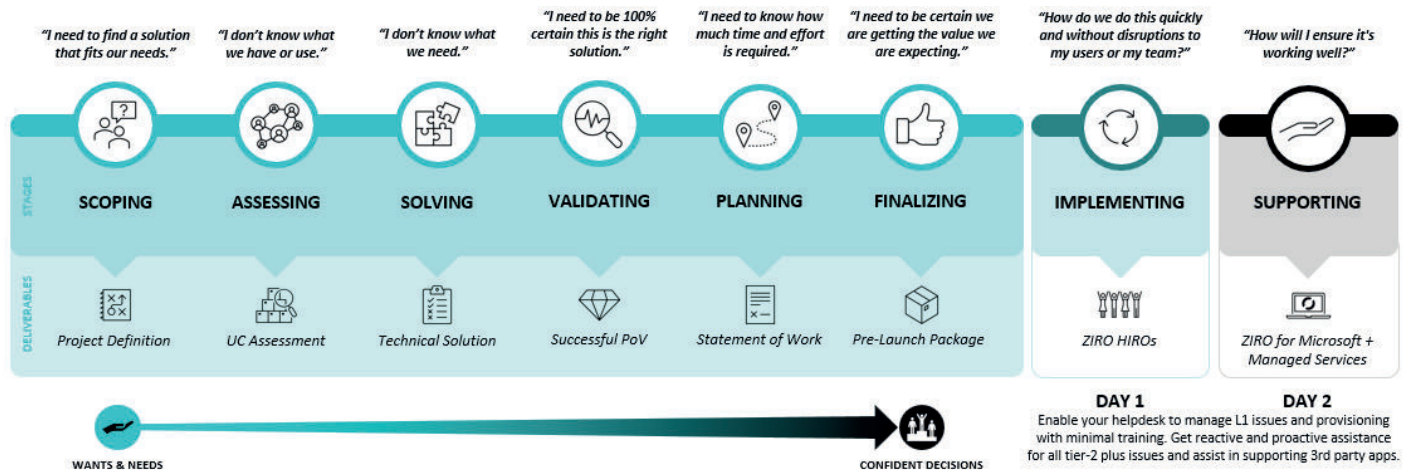 “I need to find a solution
that fits our needs.”
“I don’t know what
we have or use.”
“I don’t know what
we need.”
“I need to be 100%
certain this is the right
solution.”
“I need to know how
much time and effort
is required.”
“I need to be certain we
are getting the value we
are expecting.”
“How do we do this quickly
and without disruptions to
my users or my team?”
“How will I ensure it's
working well?”
?
STAGES
SCOPING
ASSESSING
SOLVING
VALIDATING
PLANNING
FINALIZING
IMPLEMENTING
SUPPORTING
DELIVERABLES
Project Definition
UC Assessment
Technical Solution
Successful PoV
Statement of Work
Pre-Launch Package
ZIRO HIROs
ZIRO for Microsoft +
Managed Services
WANTS & NEEDS
CONFIDENT DECISIONS
DAY 1
DAY 2
Enable your helpdesk to manage L1 issues and provisioning
with minimal training. Get reactive and proactive assistance
for all tier-2 plus issues and assist in supporting 3rd party apps.